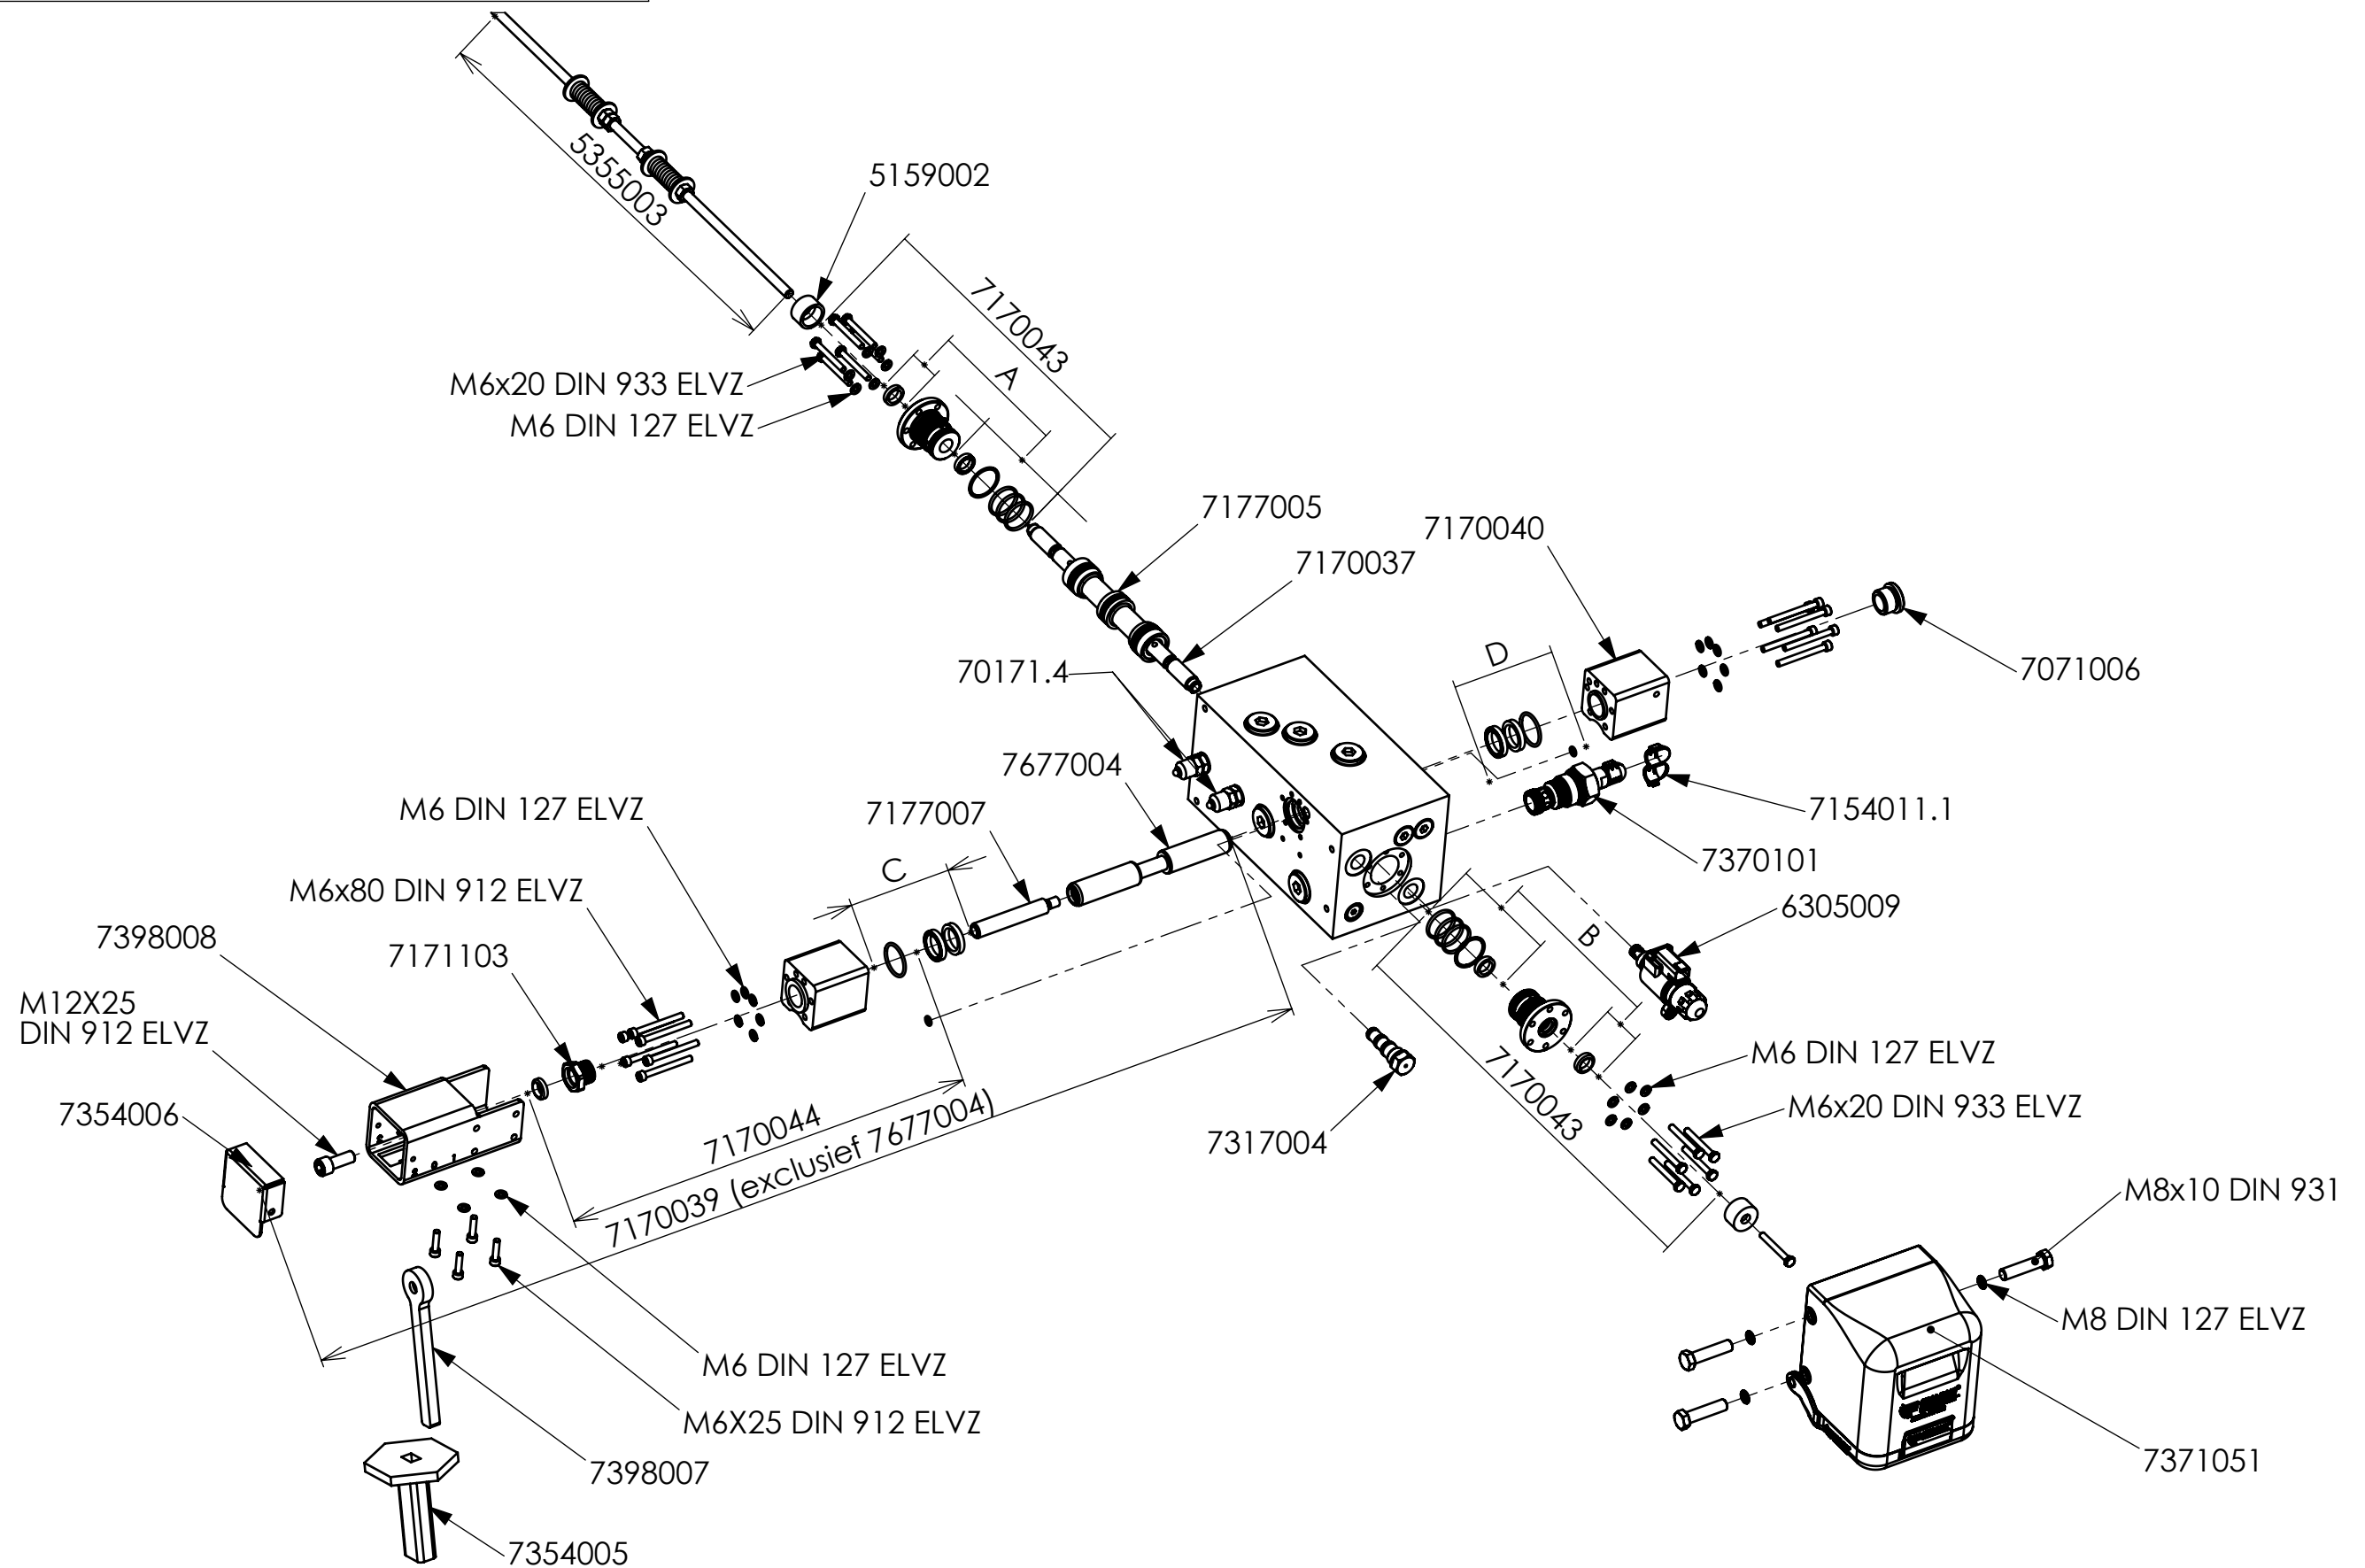 5355003
5159002
7170043
A
M6x20 DIN 933 ELVZ
M6 DIN 127 ELVZ
7177005
7170037
7170040
D
7071006
70171.4
7677004
7154011.1
7370101
7177007
M6 DIN 127 ELVZ
C
M6x80 DIN 912 ELVZ
6305009
B
7398008
7171103
M12X25
DIN 912 ELVZ
7354006
2 0 1
M6 DIN 127 ELVZ
M6x20 DIN 933 ELVZ
7170043
7317004
7170044
7170039 (exclusief 7677004)
M8x10 DIN 931
M8 DIN 127 ELVZ
M6 DIN 127 ELVZ
M6X25 DIN 912 ELVZ
7398007
7371051
7354005